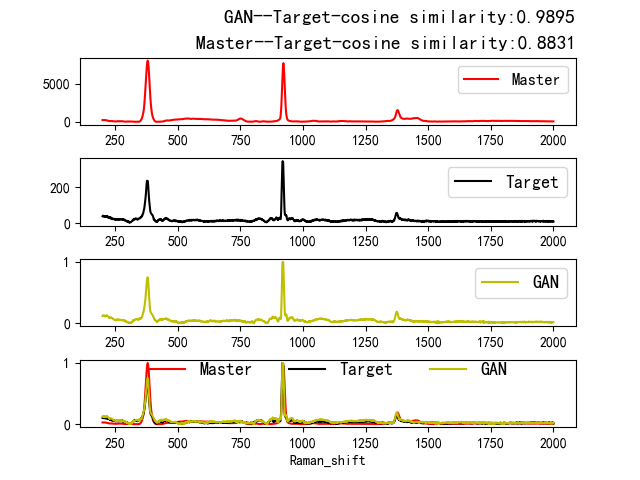 GAN--Target-cosine similarity:0.9895
Master--Target-cosine similarity:0.8831
5000
0
Master
250 500 750 1000 1250 1500 1750 2000
200
0
Target
250 500 750 1000 1250 1500 1750 2000
1
0
GAN
250 500 750 1000 1250 1500 1750 2000
1
0
Master Target GAN
250 500 750 1000 1250 1500 1750 2000
Raman_shift